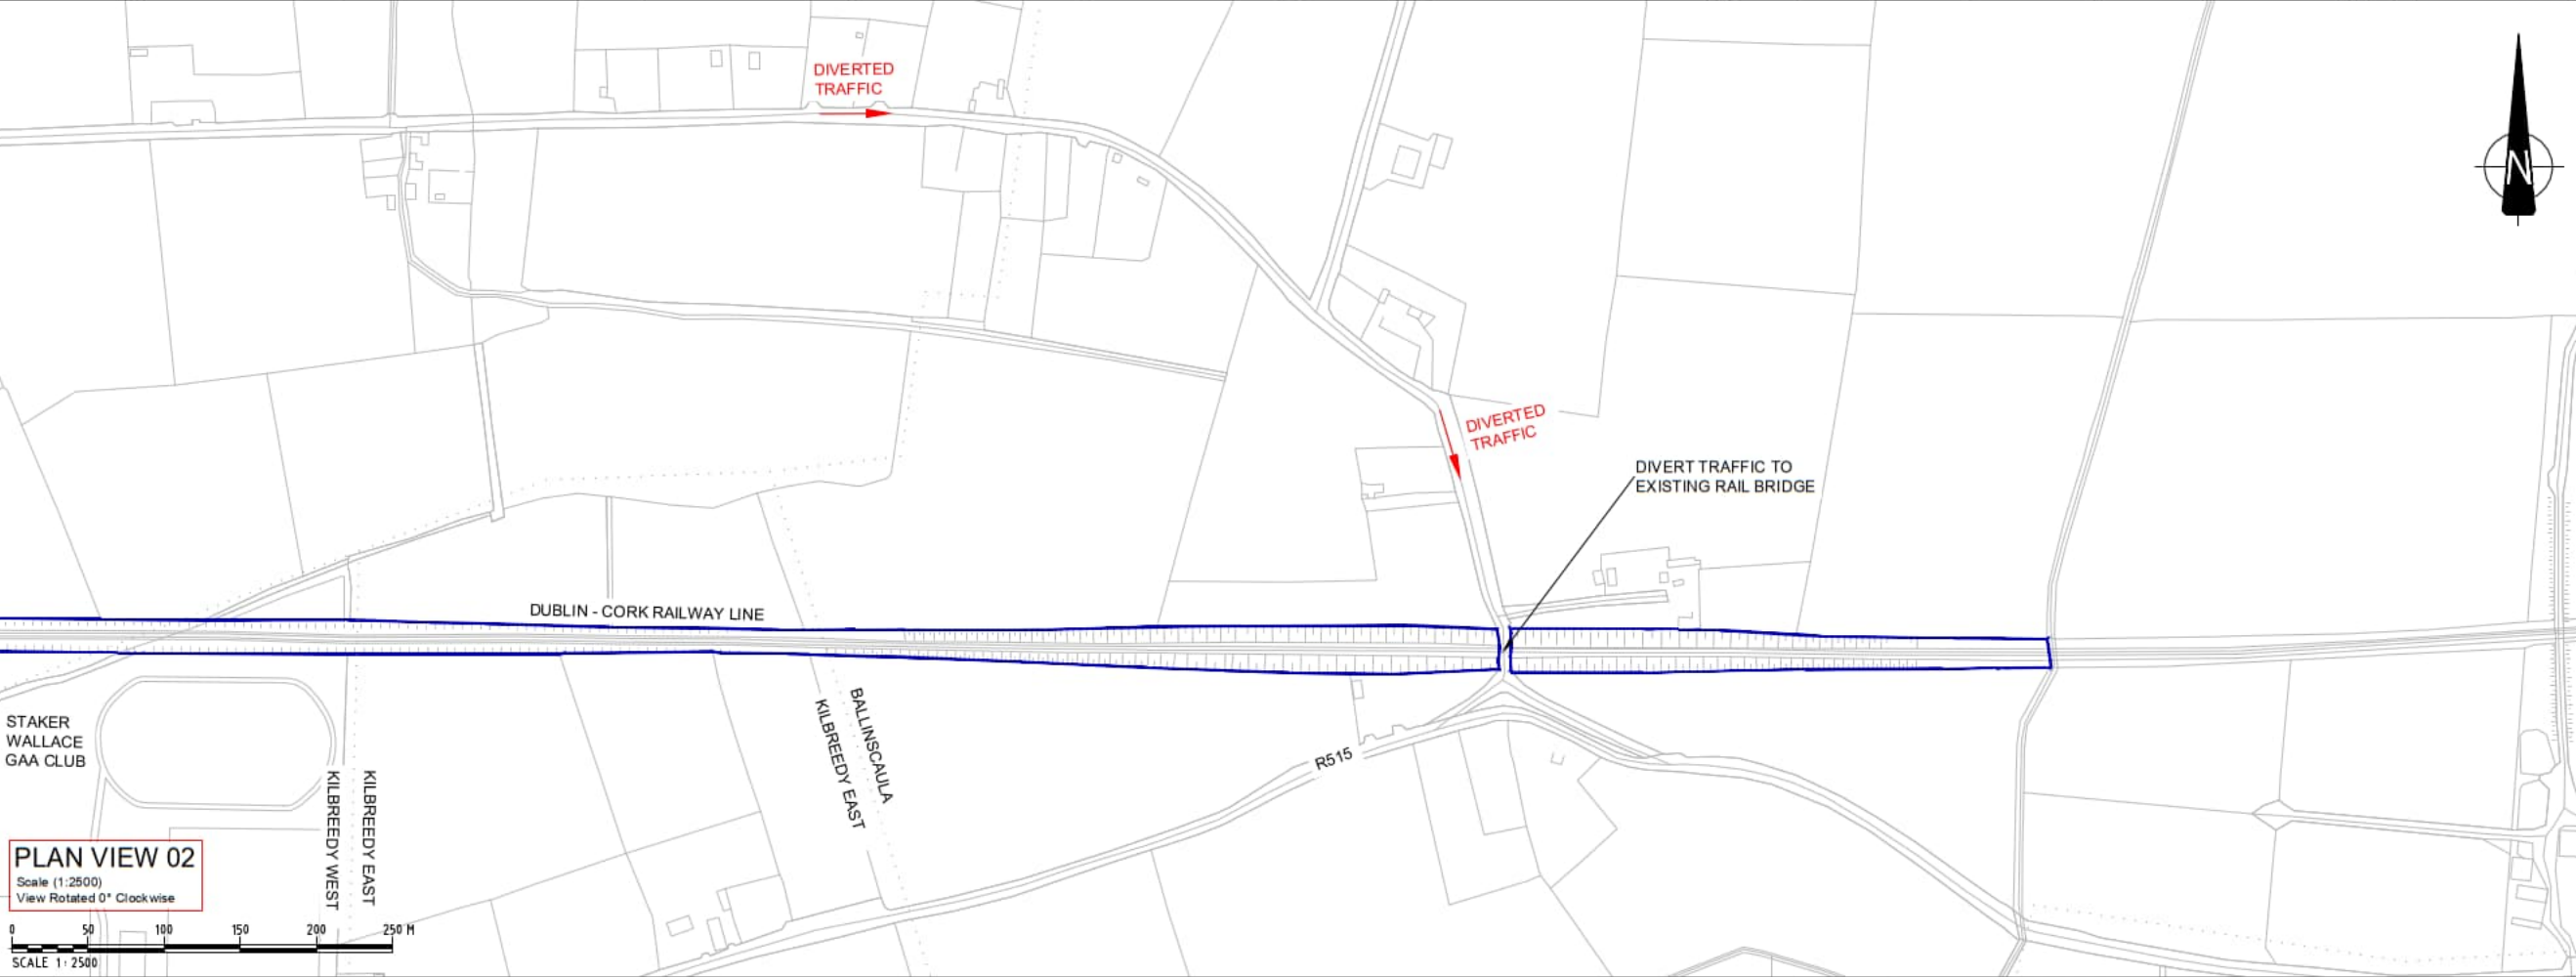 DIVERTED
TRAFFIC
N
DIVERTED
TRAFFIC
DIVERT TRAFFIC TO
EXISTING RAIL BRIDGE
DUBLIN - CORK RAILWAY LINE
STAKER
WALLACE
GAA CLUB
BALLINSCAULA
KILBREEDY EAST
R515
KILBREEDY WEST
KILBREEDY EAST
PLAN VIEW 02
Scale (1:2500)
View Rotated 0° Clockwise
0 50 100 150 200 250 M
SCALE 1:2500